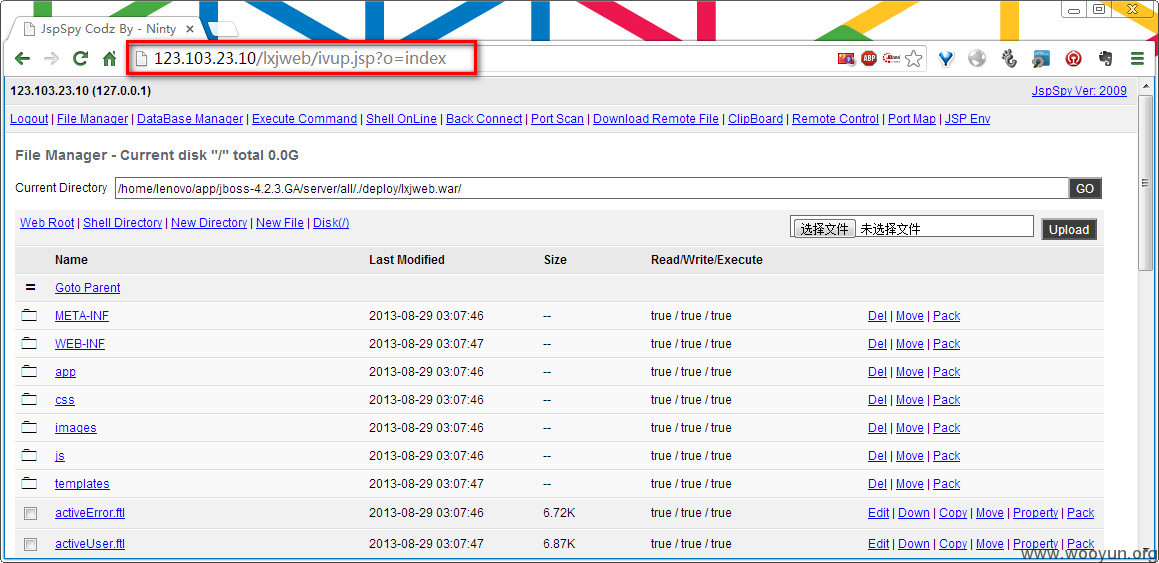 JspSpy Codz By - Ninty
123.103.23.10/lxjweb/ivup.jsp?o=index
123.103.23.10 (127.0.0.1) JspSpy Ver: 2009
Logout | File Manager | DataBase Manager | Execute Command | Shell OnLine | Back Connect | Port Scan | Download Remote File | ClipBoard | Remote Control | Port Map | JSP Env
File Manager - Current disk "/" total 0.0G
Current Directory /home/lenovo/app/jboss-4.2.3.GA/server/all/./deploy/lxjweb.war/ GO
Web Root | Shell Directory | New Directory | New File | Disk(/) 选择文件 未选择文件 Upload
Name Last Modified Size Read/Write/Execute
= Goto Parent
META-INF 2013-08-29 03:07:46 -- true / true / true Del | Move | Pack
WEB-INF 2013-08-29 03:07:47 -- true / true / true Del | Move | Pack
app 2013-08-29 03:07:46 -- true / true / true Del | Move | Pack
css 2013-08-29 03:07:46 -- true / true / true Del | Move | Pack
images 2013-08-29 03:07:46 -- true / true / true Del | Move | Pack
js 2013-08-29 03:07:46 -- true / true / true Del | Move | Pack
templates 2013-08-29 03:07:47 -- true / true / true Del | Move | Pack
activeError.ftl 2013-08-29 03:07:46 6.72K true / true / true Edit | Down | Copy | Move | Property | Pack
activeUser.ftl 2013-08-29 03:07:47 6.87K true / true / true Edit | Down | Copy | Move | Property | Pack
www.wooyun.org